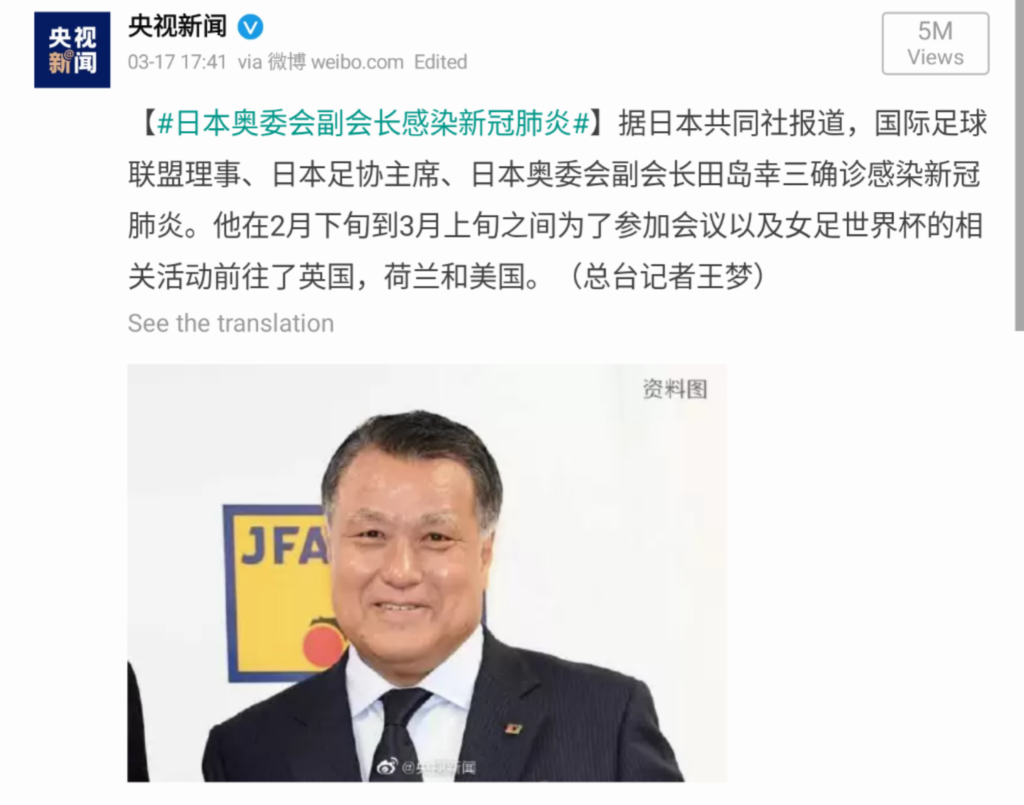 央视新闻
央视
新闻
5M
Views
03-17 17:41 via 微博 weibo.com Edited
【#日本奥委会副会长感染新冠肺炎#】据日本共同社报道，国际足球
联盟理事、日本足协主席、日本奥委会副会长田岛幸三确诊感染新冠
肺炎。他在2月下旬到3月上旬之间为了参加会议以及女足世界杯的相
关活动前往了英国，荷兰和美国。（总台记者王梦）
See the translation
资料图
JFA
@央视新闻